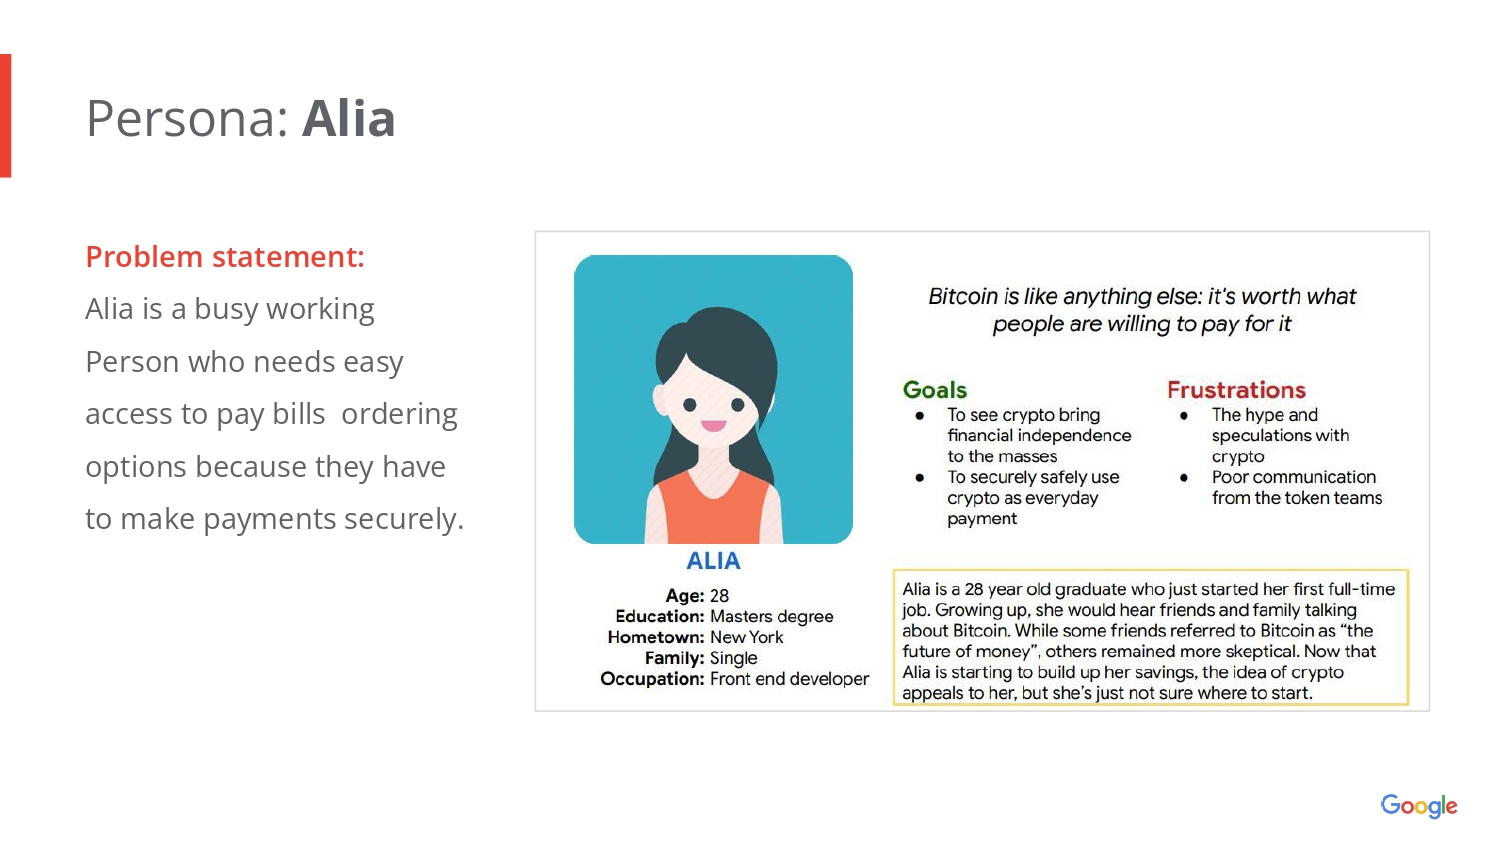 Persona: Alia
Problem statement:
Alia is a busy working
Person who needs easy
access to pay bills  ordering
options because they have
to make payments securely.
ALIA
Age: 28
Education: Masters degree
Hometown: New York
Family: Single
Occupation: Front end developer
Bitcoin is like anything else: it's worth what
people are willing to pay for it
Goals
● To see crypto bring
financial independence
to the masses
● To securely safely use
crypto as everyday
payment
Frustrations
● The hype and
speculations with
crypto
● Poor communication
from the token teams
Alia is a 28 year old graduate who just started her first full-time
job. Growing up, she would hear friends and family talking
about Bitcoin. While some friends referred to Bitcoin as “the
future of money”, others remained more skeptical. Now that
Alia is starting to build up her savings, the idea of crypto
appeals to her, but she’s just not sure where to start.
Google